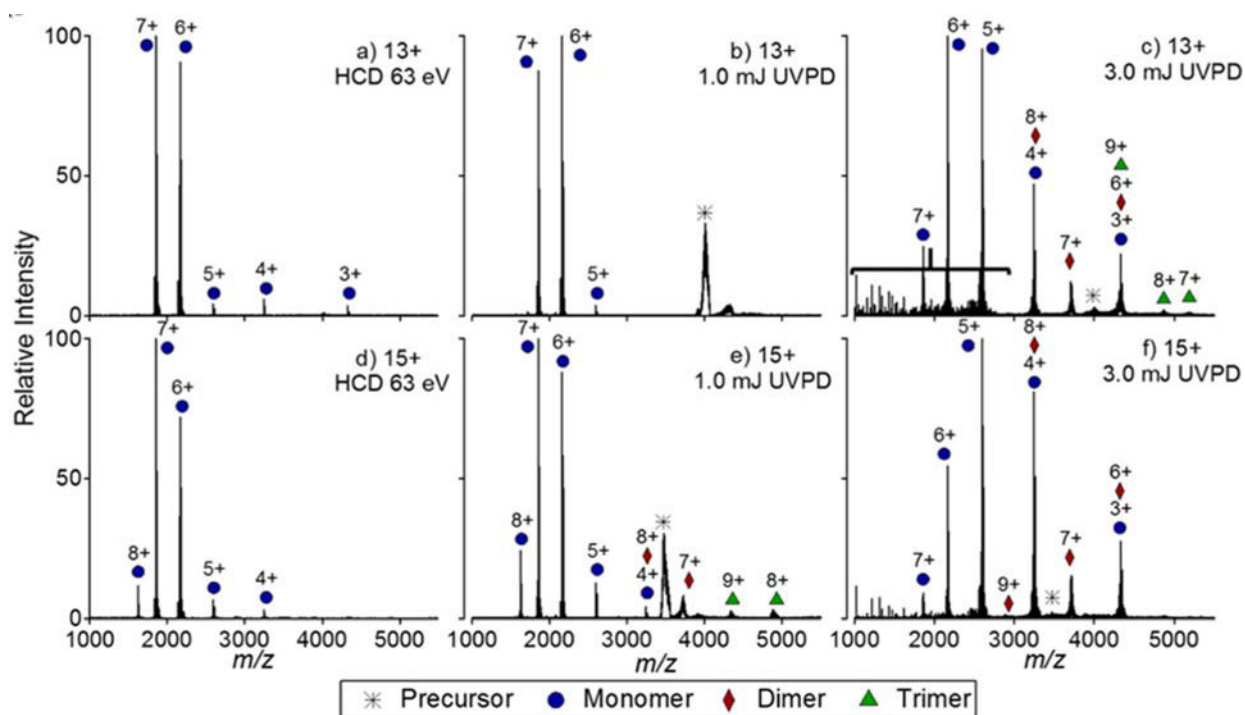 100
50
0
Relative Intensity
7+
6+
5+
4+
3+
a) 13+
HCD 63 eV
7+
6+
5+
b) 13+
1.0 mJ UVPD
7+
6+
5+
8+
4+
7+
9+
6+
3+
8+
7+
c) 13+
3.0 mJ UVPD
100
50
0
8+
7+
6+
5+
4+
d) 15+
HCD 63 eV
8+
7+
6+
5+
8+
4+
7+
9+
8+
e) 15+
1.0 mJ UVPD
7+
6+
5+
9+
8+
4+
7+
6+
3+
f) 15+
3.0 mJ UVPD
1000 2000 3000 4000 5000
m/z
1000 2000 3000 4000 5000
m/z
1000 2000 3000 4000 5000
m/z
Precursor Monomer Dimer Trimer